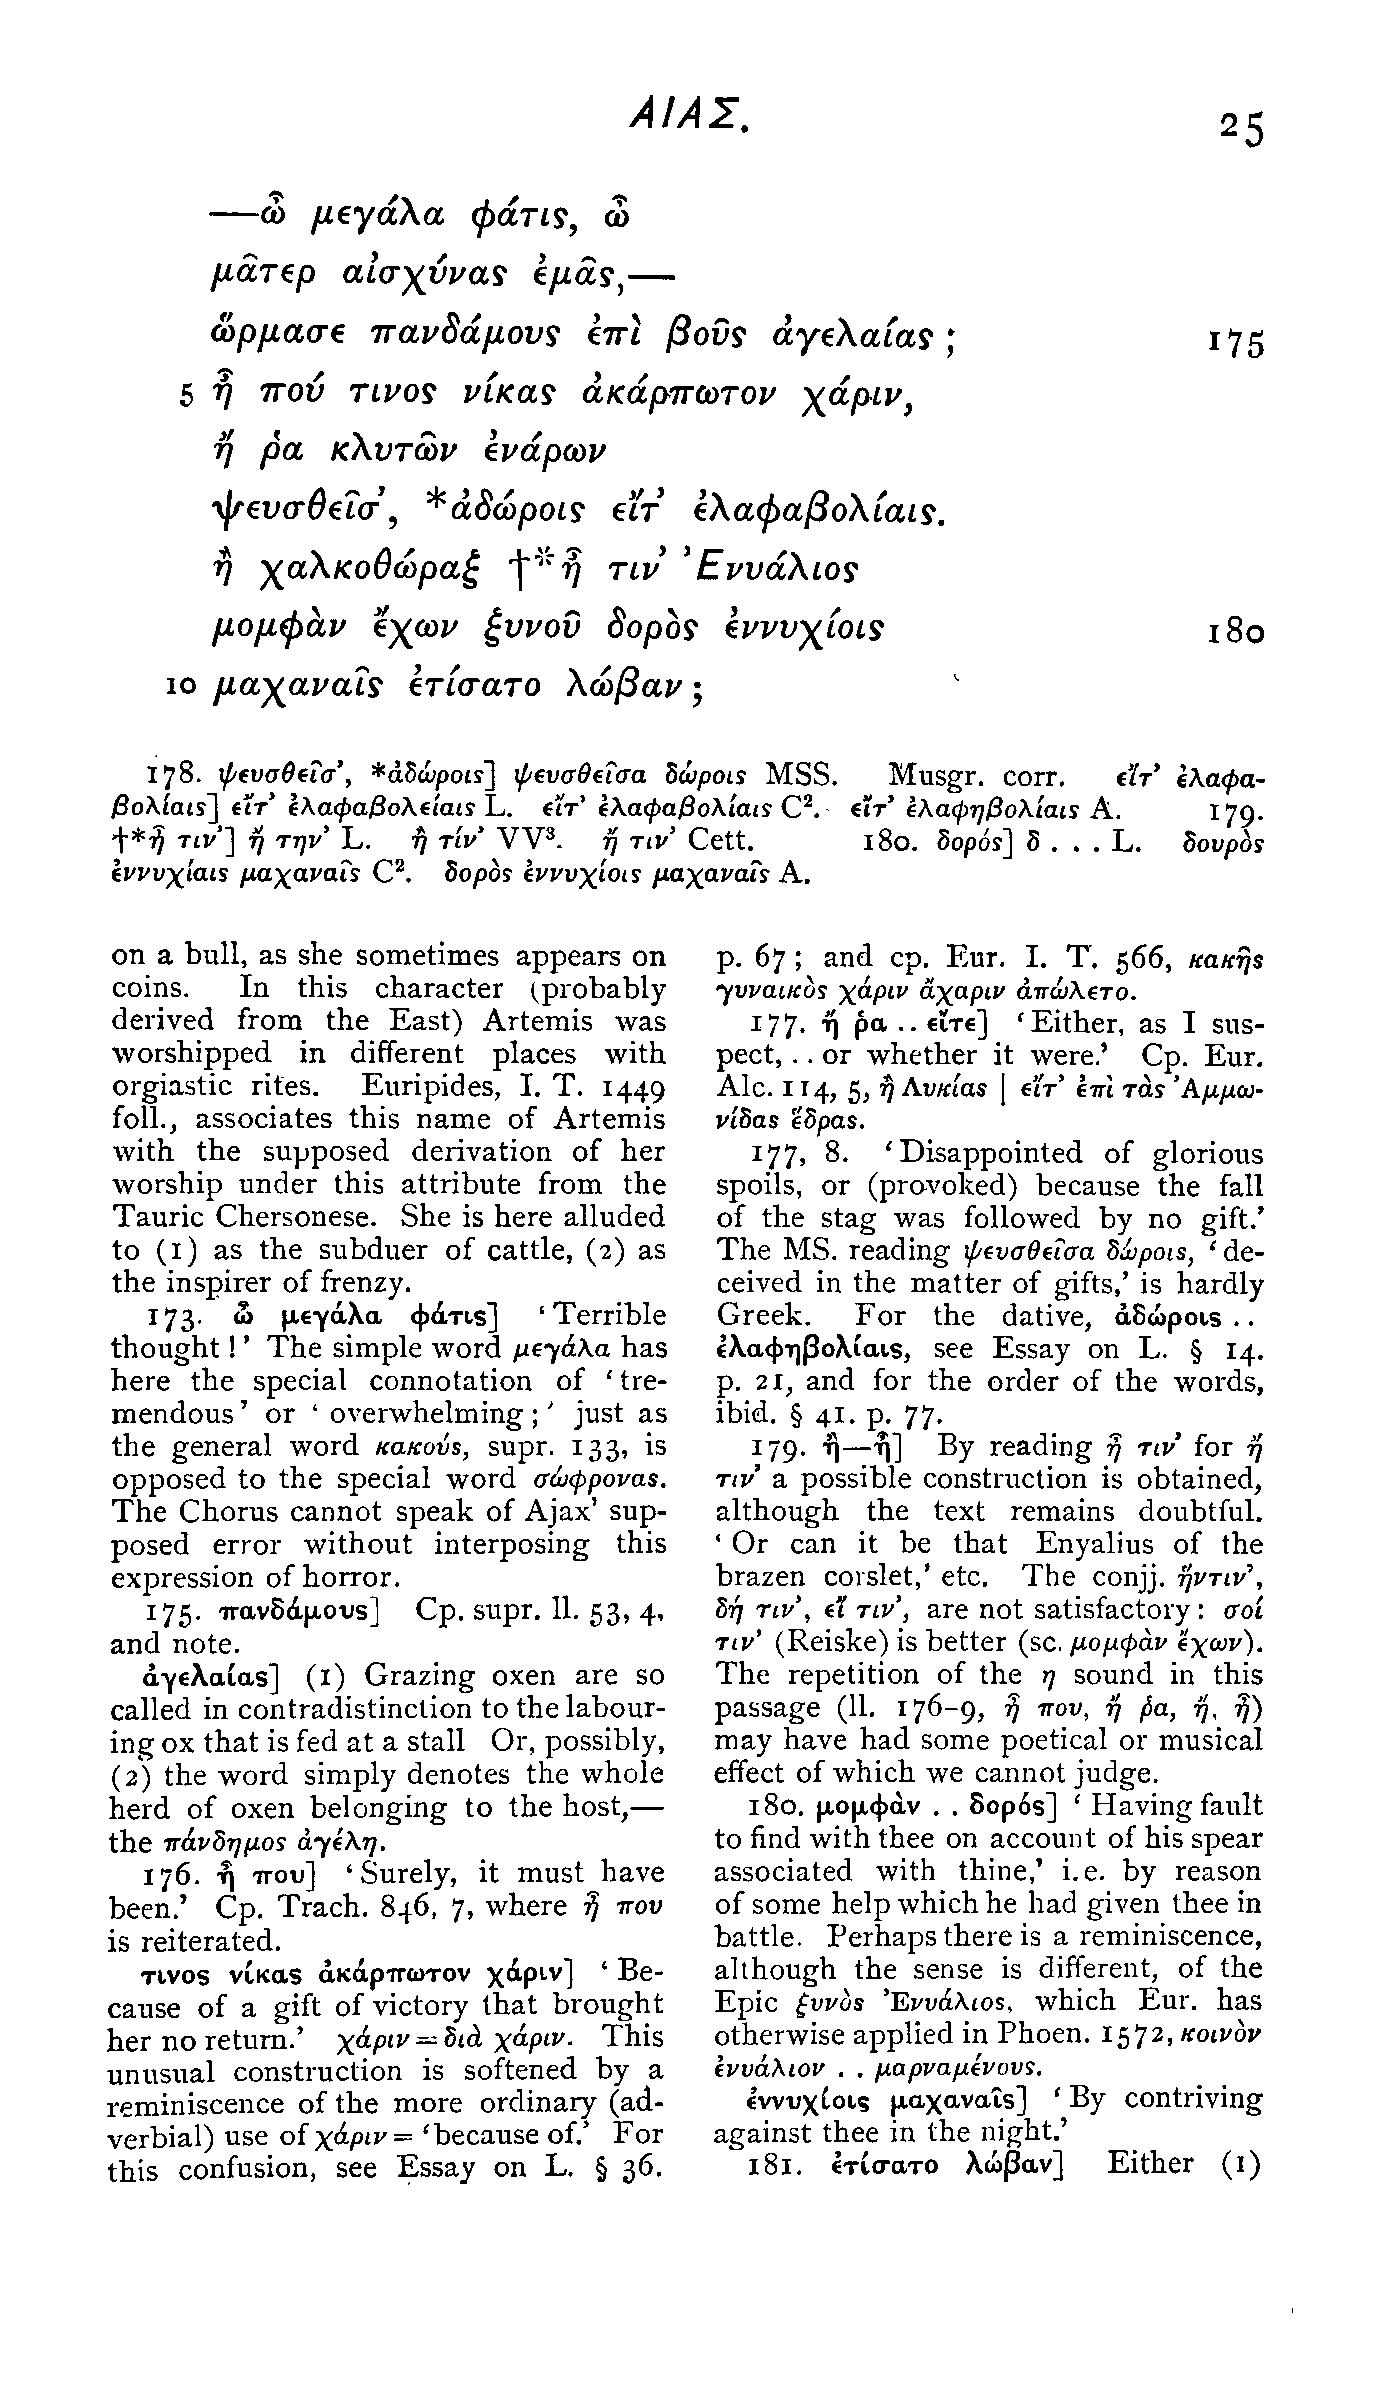 ΑΙΑΣ.
25
—ὦ μεγάλα φάτις, ὦ
μᾶτερ αἰσχύνας ἐμᾶς,—
ὥρμασε πανδάμους ἐπὶ βοῦς ἀγελαίας ; 175
5 ἦ πού τινος νίκας ἀκάρπωτον χάριν,
ἤ ῥα κλυτῶν ἐνάρων
ψευσθεῖσ’, *ἀδώροις εἴτ’ ἐλαφαβολίαις.
ἢ χαλκοθώραξ †*ἦ τιν’ Ἐνυάλιος
μομφὰν ἔχων ξυνοῦ δορὸς ἐννυχίοις 180
10 μαχαναῖς ἐτίσατο λώβαν ;
178. ψευσθεῖσ’, *ἀδώροις] ψευσθεῖσα δώροις MSS. Musgr. corr. εἴτ’ ἐλαφα-
βολίαις] εἴτ’ ἐλαφαβολείαις L. εἴτ’ ἐλαφαβολίαις C². εἴτ’ ἐλαφηβολίαις A. 179.
†*ἦ τιν’] ἤ την’ L. ἢ τίν’ VV³. ἤ τιν’ Cett. 180. δορός] δ . . . L. δουρὸς
ἐννυχίαις μαχαναῖς C². δορὸς ἐννυχίοις μαχαναῖς A.
on a bull, as she sometimes appears on
coins. In this character (probably
derived from the East) Artemis was
worshipped in different places with
orgiastic rites. Euripides, I. T. 1449
foll., associates this name of Artemis
with the supposed derivation of her
worship under this attribute from the
Tauric Chersonese. She is here alluded
to (1) as the subduer of cattle, (2) as
the inspirer of frenzy.
173. ὦ μεγάλα φάτις] ‘Terrible
thought !’ The simple word μεγάλα has
here the special connotation of ‘tre-
mendous’ or ‘ overwhelming ;’ just as
the general word κακούς, supr. 133, is
opposed to the special word σώφρονας.
The Chorus cannot speak of Ajax’ sup-
posed error without interposing this
expression of horror.
175. πανδάμους] Cp. supr. ll. 53, 4,
and note.
ἀγελαίας] (1) Grazing oxen are so
called in contradistinction to the labour-
ing ox that is fed at a stall Or, possibly,
(2) the word simply denotes the whole
herd of oxen belonging to the host,—
the πάνδημος ἀγέλη.
176. ἦ που] ‘Surely, it must have
been.’ Cp. Trach. 846, 7, where ἦ που
is reiterated.
τινος νίκας ἀκάρπωτον χάριν] ‘ Be-
cause of a gift of victory that brought
her no return.’ χάριν = διὰ χάριν. This
unusual construction is softened by a
reminiscence of the more ordinary (ad-
verbial) use of χάριν = ‘because of.’ For
this confusion, see Essay on L. § 36.
p. 67 ; and cp. Eur. I. T. 566, κακῆς
γυναικὸς χάριν ἄχαριν ἀπώλετο.
177. ἤ ῥα . . εἴτε] ‘Either, as I sus-
pect, . . or whether it were.’ Cp. Eur.
Alc. 114, 5, ἢ Λυκίας | εἴτ’ ἐπὶ τὰς Ἀμμω-
νίδας ἕδρας.
177, 8. ‘Disappointed of glorious
spoils, or (provoked) because the fall
of the stag was followed by no gift.’
The MS. reading ψευσθεῖσα δώροις, ‘de-
ceived in the matter of gifts,’ is hardly
Greek. For the dative, ἀδώροις . .
ἐλαφηβολίαις, see Essay on L. § 14.
p. 21, and for the order of the words,
ibid. § 41. p. 77.
179. ἢ—ἦ] By reading ἦ τιν’ for ἤ
τιν’ a possible construction is obtained,
although the text remains doubtful.
‘ Or can it be that Enyalius of the
brazen corslet,’ etc. The conjj. ἥντιν’,
δή τιν’, εἴ τιν’, are not satisfactory : σοί
τιν’ (Reiske) is better (sc. μομφὰν ἔχων).
The repetition of the η sound in this
passage (ll. 176-9, ἦ που, ἤ ῥα, ἤ, ἦ)
may have had some poetical or musical
effect of which we cannot judge.
180. μομφὰν . . δορός] ‘ Having fault
to find with thee on account of his spear
associated with thine,’ i.e. by reason
of some help which he had given thee in
battle. Perhaps there is a reminiscence,
although the sense is different, of the
Epic ξυνὸς Ἐνυάλιος, which Eur. has
otherwise applied in Phoen. 1572, κοινὸν
ἐνυάλιον . . μαρναμένους.
ἐννυχίοις μαχαναῖς] ‘By contriving
against thee in the night.’
181. ἐτίσατο λώβαν] Either (1)